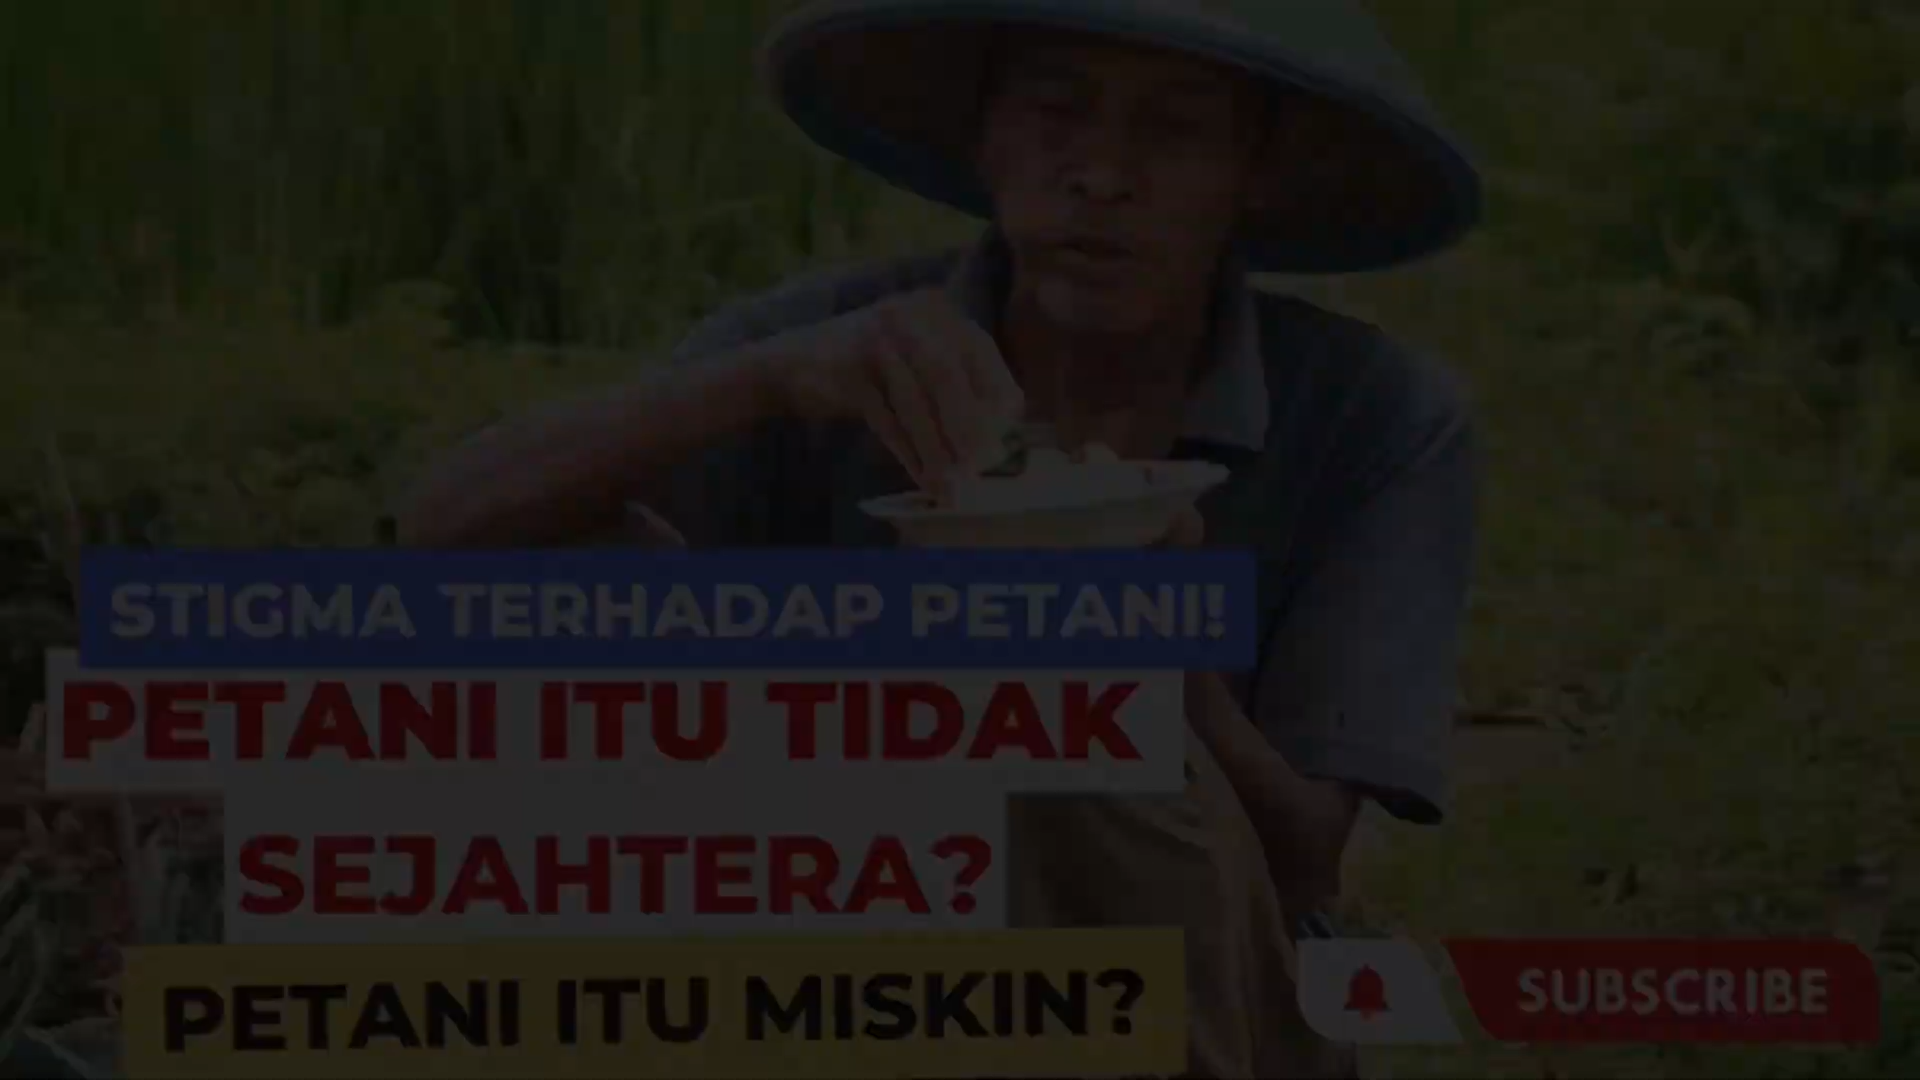 STIGMA TERHADAP PETANI!
PETANI ITU TIDAK
SEJAHTERA?
PETANI ITU MISKIN?
SUBSCRIBE